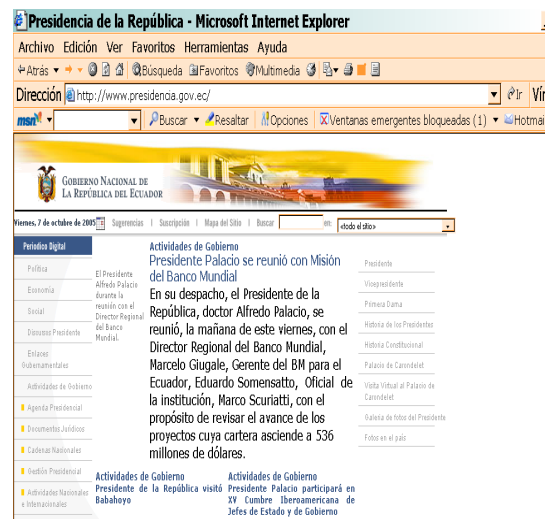 Presidencia de la República - Microsoft Internet Explorer
Archivo Edición Ver Favoritos Herramientas Ayuda
Atrás Búsqueda Favoritos Multimedia
Dirección http://www.presidencia.gov.ec/ Ir
msn Buscar Resaltar Opciones Ventanas emergentes bloqueadas (1) Hotmai
GOBIERNO NACIONAL DE
LA REPÚBLICA DEL ECUADOR
Viernes, 7 de octubre de 2005 Sugerencias | Suscripción | Mapa del Sitio | Buscar en: <todo el sitio>
Periodico Digital
Política
Economía
Social
Discursos Presidente
Enlaces
Gubernamentales
Actividades de Gobierno
Agenda Presidencial
Documentos Jurídicos
Cadenas Nacionales
Gestión Presidencial
Actividades Nacionales
e Internacionales
El Presidente
Alfredo Palacio
durante la
reunión con el
Director Regional
del Banco
Mundial.
Actividades de Gobierno
Presidente Palacio se reunió con Misión
del Banco Mundial
En su despacho, el Presidente de la
República, doctor Alfredo Palacio, se
reunió, la mañana de este viernes, con el
Director Regional del Banco Mundial,
Marcelo Giugale, Gerente del BM para el
Ecuador, Eduardo Somensatto, Oficial de
la institución, Marco Scuriatti, con el
propósito de revisar el avance de los
proyectos cuya cartera asciende a 536
millones de dólares.
Actividades de Gobierno
Presidente de la República visitó
Babahoyo
Actividades de Gobierno
Presidente Palacio participará en
XV Cumbre Iberoamericana de
Jefes de Estado y de Gobierno
Presidente
Vicepresidente
Primera Dama
Historia de los Presidentes
Historia Constitucional
Palacio de Carondelet
Visita Virtual al Palacio de
Carondelet
Galeria de fotos del Presidente
Fotos en el país